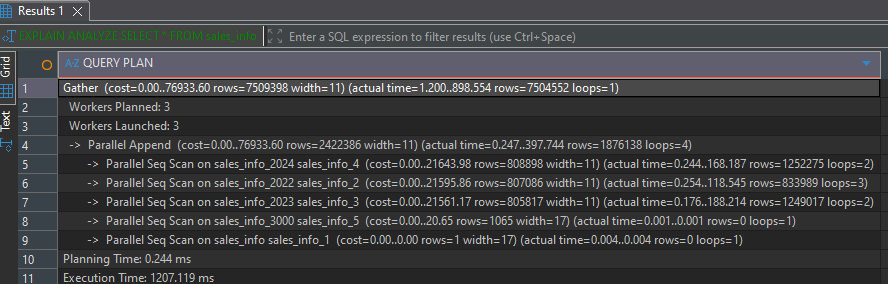 Results 1 ×
EXPLAIN ANALYZE SELECT * FROM sales_info
Enter a SQL expression to filter results (use Ctrl+Space)
Grid
Text
A-Z QUERY PLAN
1 Gather (cost=0.00..76933.60 rows=7509398 width=11) (actual time=1.200..898.554 rows=7504552 loops=1)
2 Workers Planned: 3
3 Workers Launched: 3
4 -> Parallel Append (cost=0.00..76933.60 rows=2422386 width=11) (actual time=0.247..397.744 rows=1876138 loops=4)
5 -> Parallel Seq Scan on sales_info_2024 sales_info_4 (cost=0.00..21643.98 rows=808898 width=11) (actual time=0.244..168.187 rows=1252275 loops=2)
6 -> Parallel Seq Scan on sales_info_2022 sales_info_2 (cost=0.00..21595.86 rows=807086 width=11) (actual time=0.254..118.545 rows=833989 loops=3)
7 -> Parallel Seq Scan on sales_info_2023 sales_info_3 (cost=0.00..21561.17 rows=805817 width=11) (actual time=0.176..188.214 rows=1249017 loops=2)
8 -> Parallel Seq Scan on sales_info_3000 sales_info_5 (cost=0.00..20.65 rows=1065 width=17) (actual time=0.001..0.001 rows=0 loops=1)
9 -> Parallel Seq Scan on sales_info sales_info_1 (cost=0.00..0.00 rows=1 width=17) (actual time=0.004..0.004 rows=0 loops=1)
10 Planning Time: 0.244 ms
11 Execution Time: 1207.119 ms